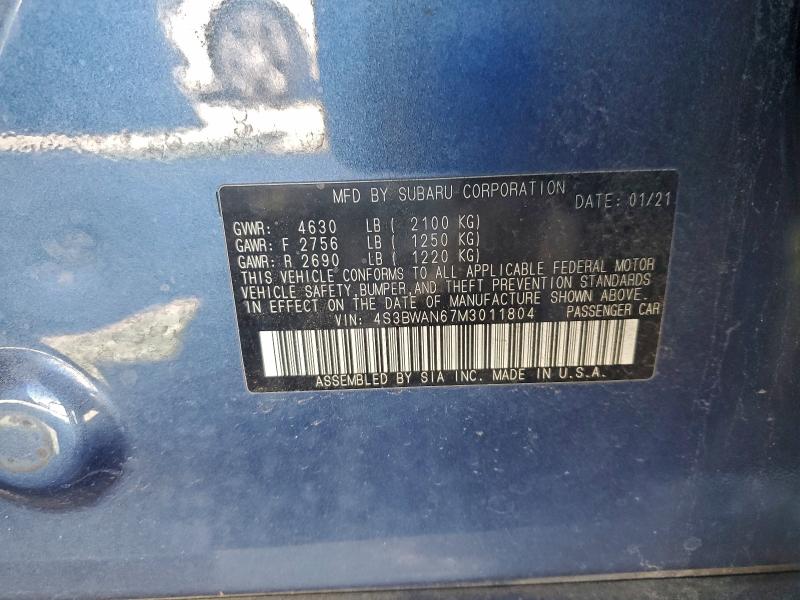 MFD BY SUBARU CORPORATION DATE: 01/21
GVWR: 4630 LB ( 2100 KG)
GAWR: F 2756 LB ( 1250 KG)
GAWR: R 2690 LB ( 1220 KG)
THIS VEHICLE CONFORMS TO ALL APPLICABLE FEDERAL MOTOR
VEHICLE SAFETY,BUMPER,AND THEFT PREVENTION STANDARDS
IN EFFECT ON THE DATE OF MANUFACTURE SHOWN ABOVE.
VIN: 4S3BWAN67M3011804 PASSENGER CAR
ASSEMBLED BY SIA INC. MADE IN U.S.A.